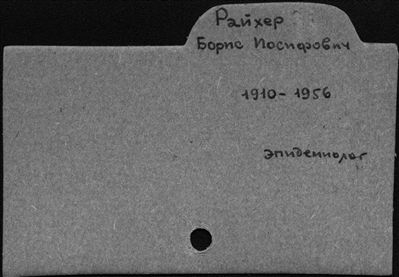 Райхер
Борис Иосифович
1910-1956
эпидемиолог